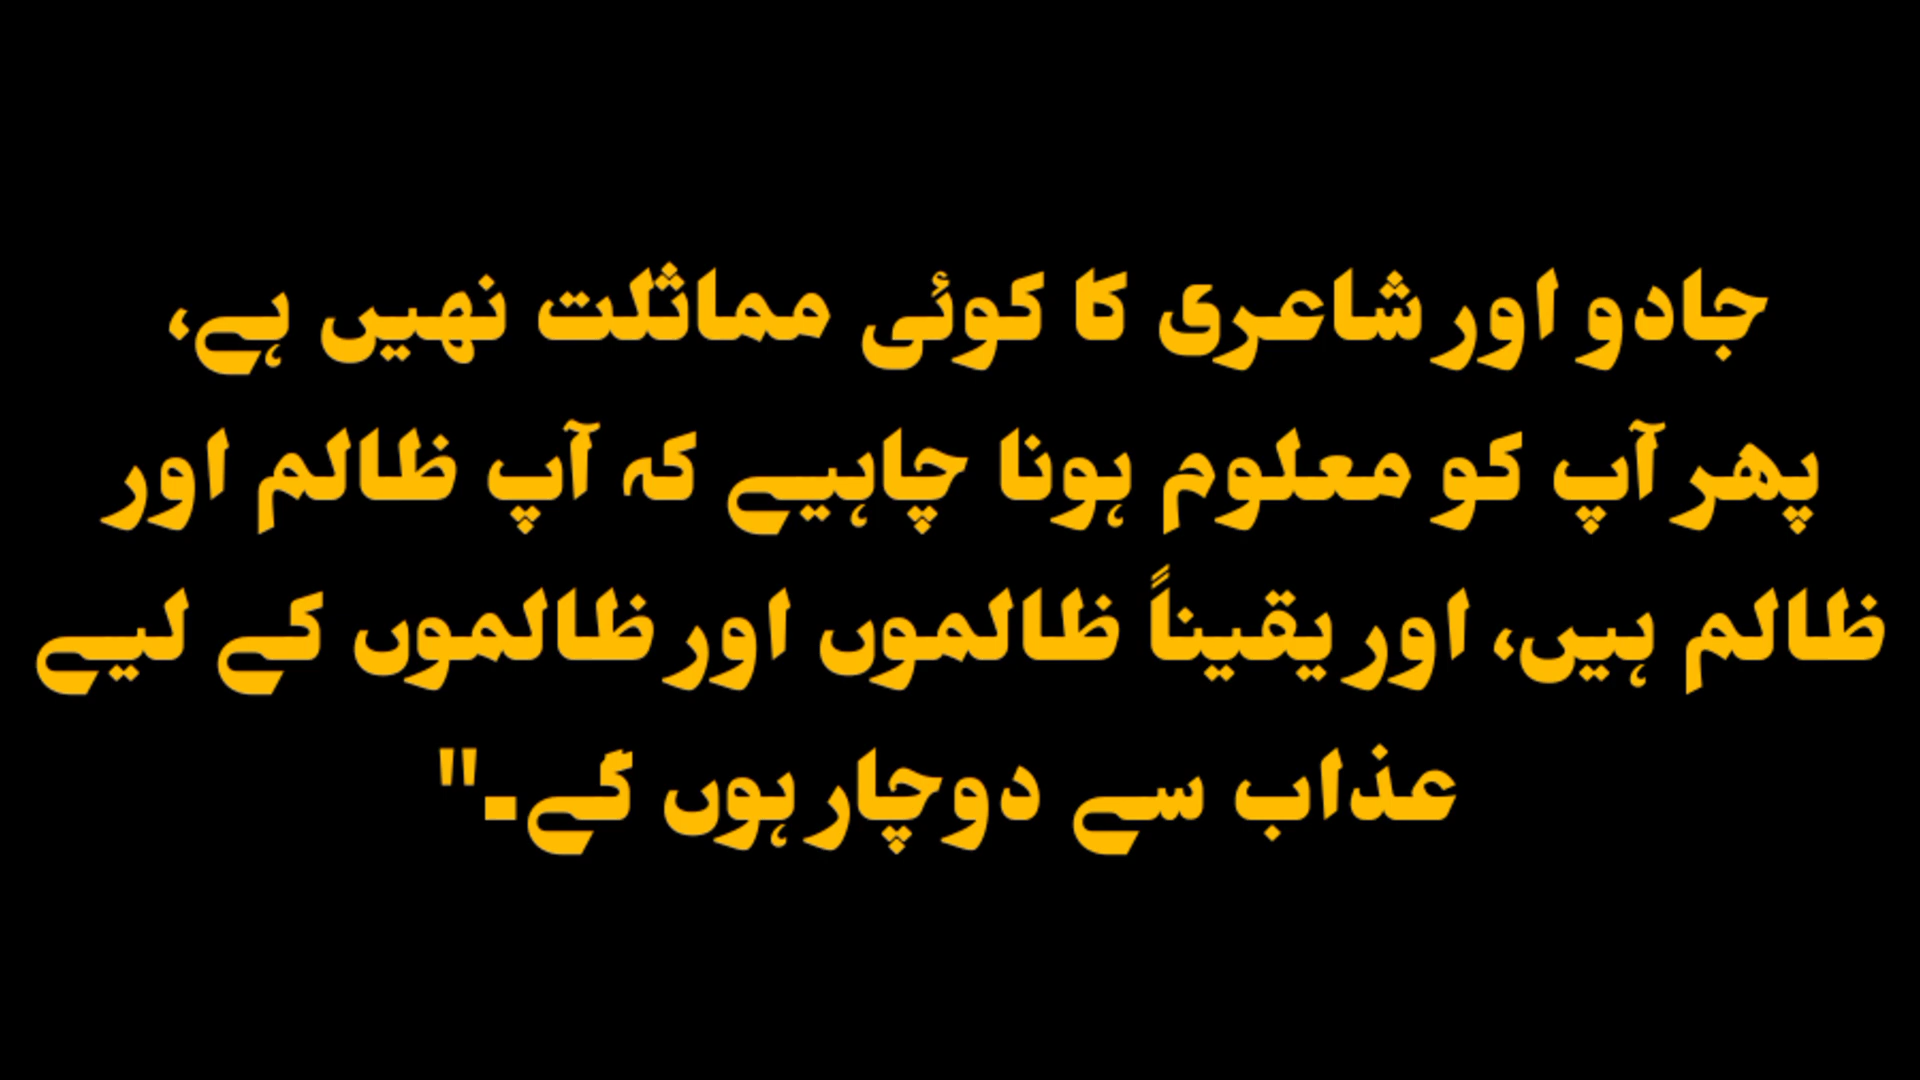 جادو اور شاعری کا کوئی مماثلت نھیں ہے،
پھر آپ کو معلوم ہونا چاہیے کہ آپ ظالم اور
ظالم ہیں، اور یقیناً ظالموں اور ظالموں کے لیے
عذاب سے دوچار ہوں گے۔"